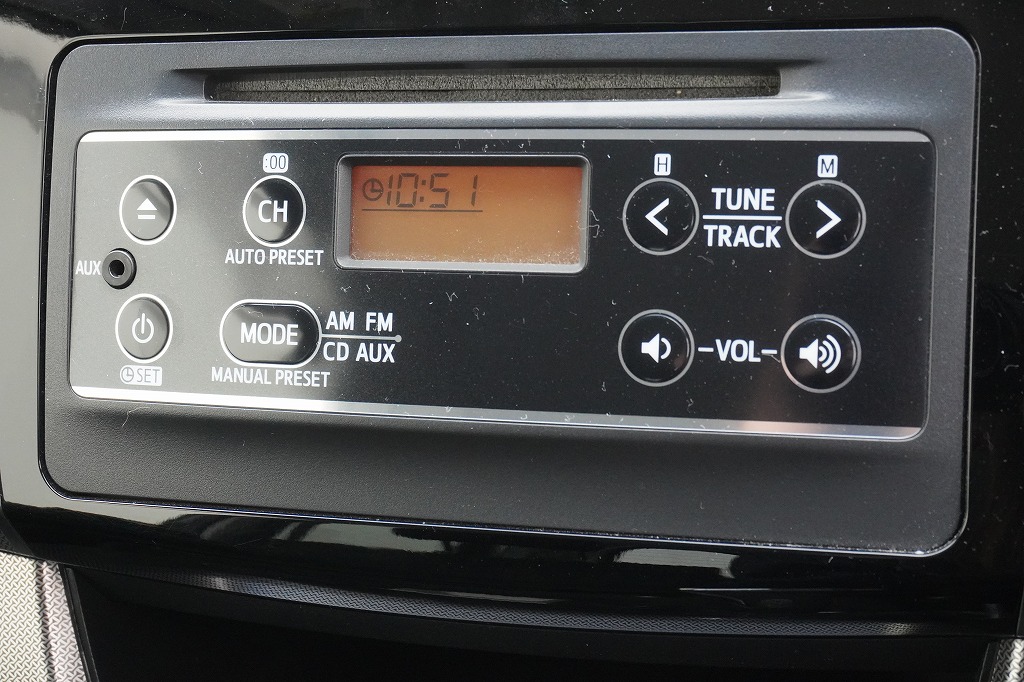 :00
CH
AUTO PRESET
10:51
H
M
TUNE
TRACK
AUX
MODE
AM FM
CD AUX
MANUAL PRESET
SET
-VOL-